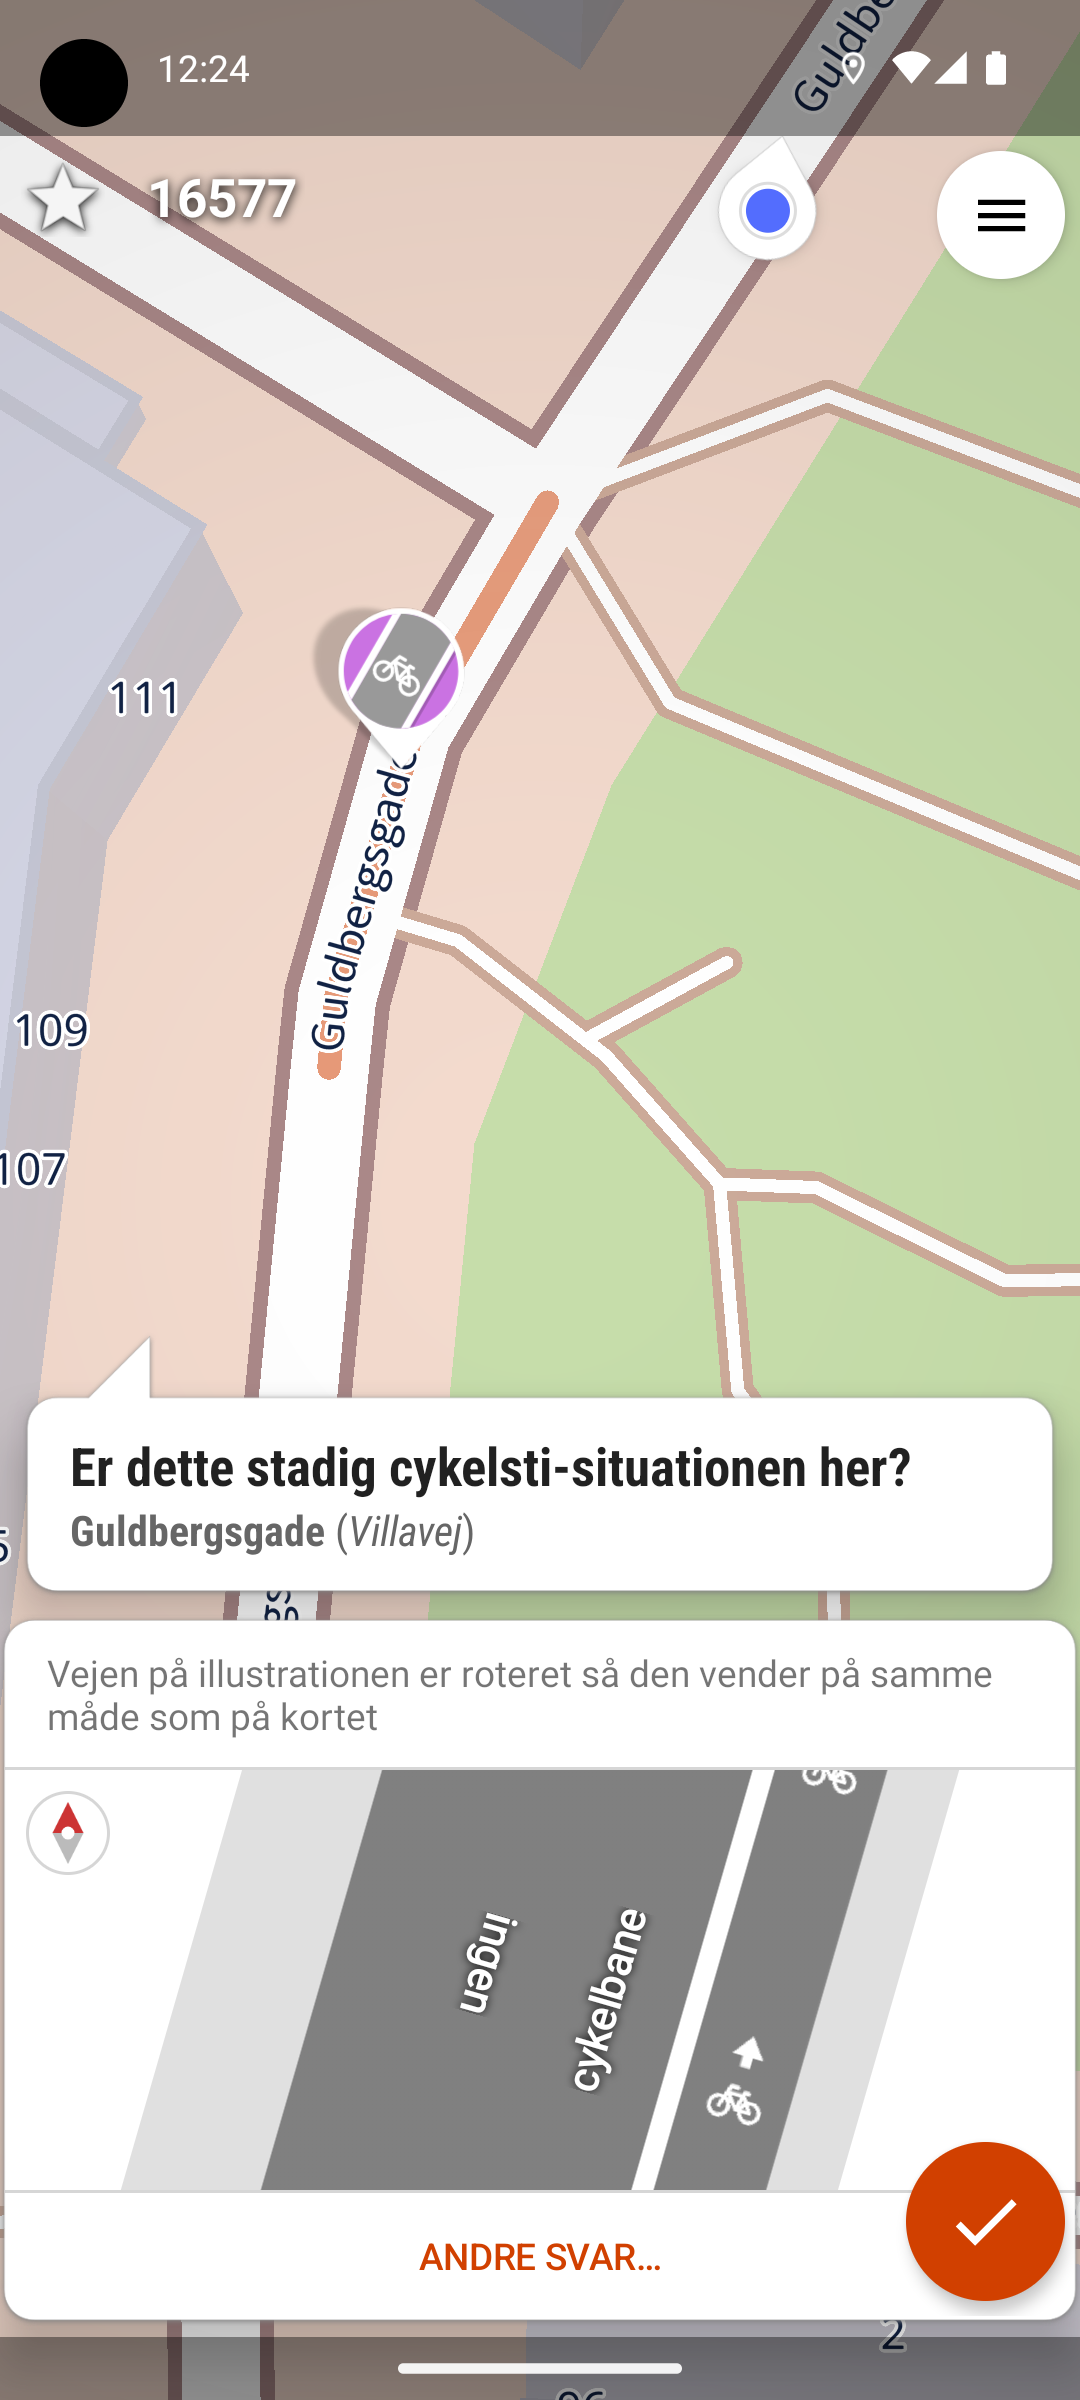 12:24
Guldbe
16577
111
Guldbergsgade
109
107
Er dette stadig cykelsti-situationen her?
Guldbergsgade (Villavej)
Vejen på illustrationen er roteret så den vender på samme
måde som på kortet
ingen
cykelbane
ANDRE SVAR...
2